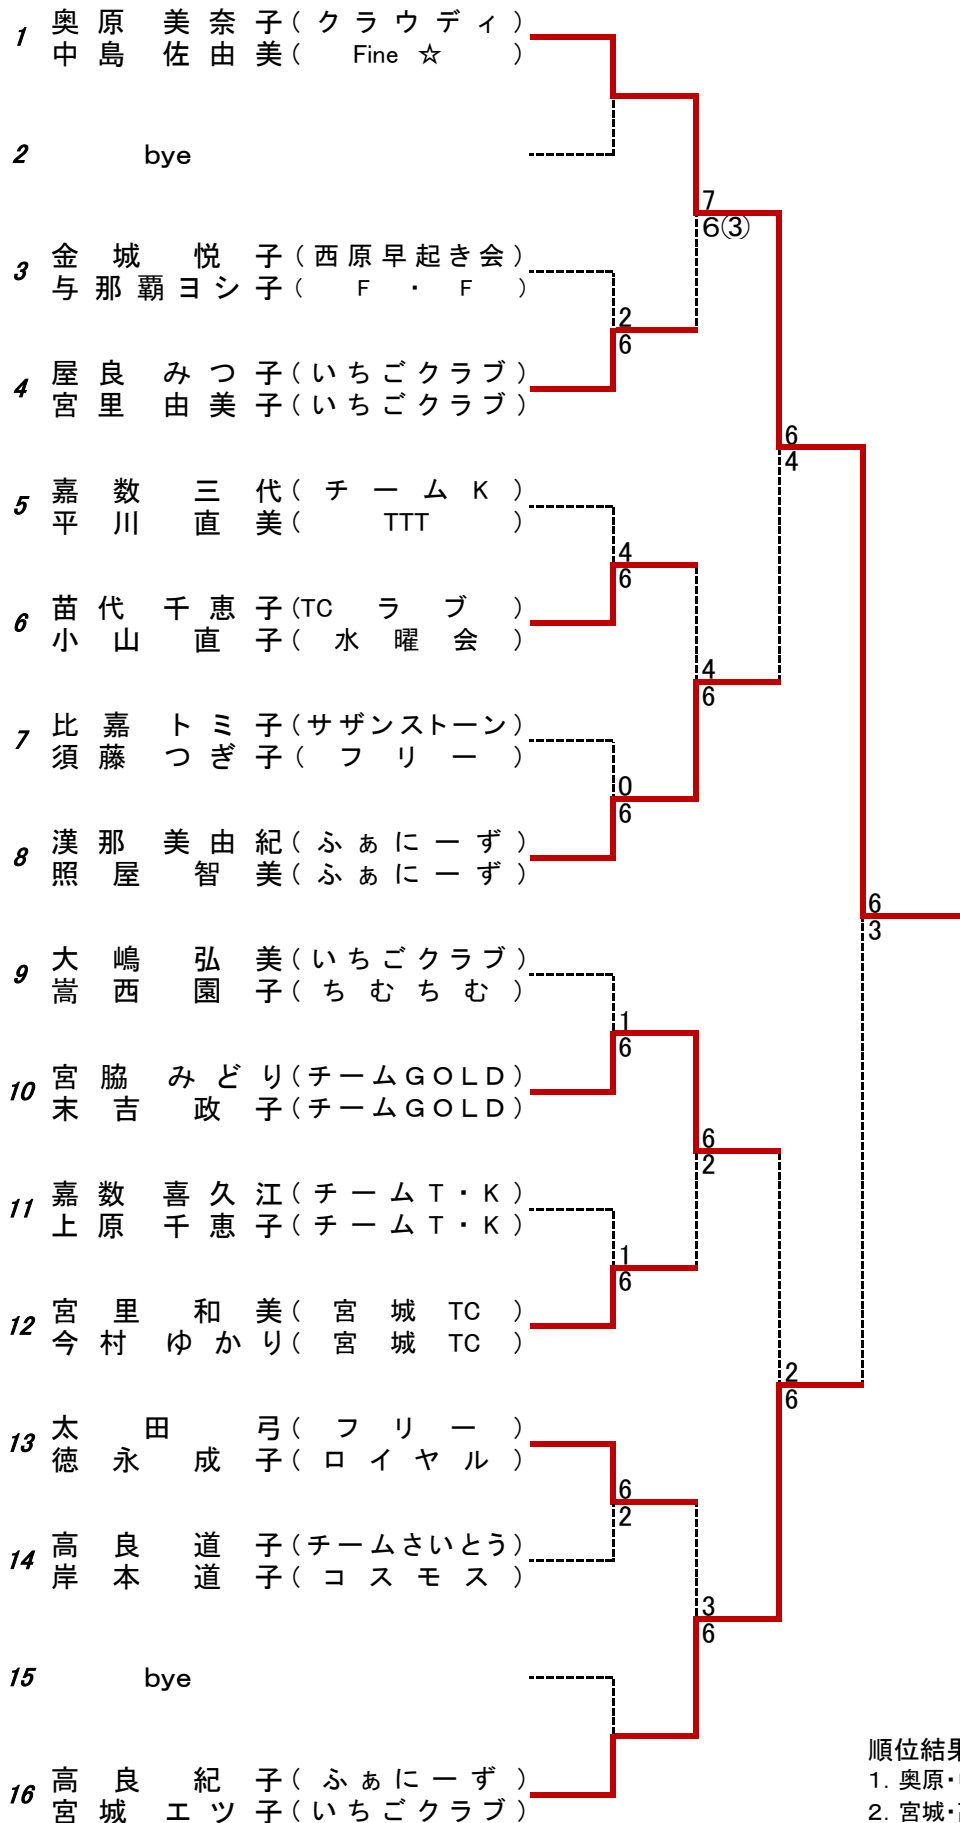 1 奥原 美奈子(クラウディ)
中島 佐由美( Fine ☆ )
2 bye
7
6③
3 金城 悦子(西原早起き会)
与那覇ヨシ子( F ・ F )
2
6
4 屋良 みつ子(いちごクラブ)
宮里 由美子(いちごクラブ)
6
4
5 嘉数 三代(チームK)
平川 直美( TTT )
4
6
6 苗代 千恵子(TC ラブ )
小山 直子( 水曜会 )
4
6
7 比嘉 トミ子(サザンストーン)
須藤 つぎ子( フリー )
0
6
8 漢那 美由紀(ふぁにーず)
照屋 智美(ふぁにーず)
6
3
9 大嶋 弘美(いちごクラブ)
嵩西 園子(ちむちむ)
1
6
10 宮脇 みどり(チームGOLD)
末吉 政子(チームGOLD)
6
2
11 嘉数 喜久江(チームT・K)
上原 千恵子(チームT・K)
1
6
12 宮里 和美( 宮城 TC )
今村 ゆかり( 宮城 TC )
2
6
13 太田 弓( フリー )
徳永 成子( ロイヤル )
6
2
14 高良 道子(チームさいとう)
岸本 道子( コスモス )
3
6
15 bye
16 高良 紀子(ふぁにーず)
宮城 エツ子(いちごクラブ)
順位結
1. 奥原・
2. 宮城・